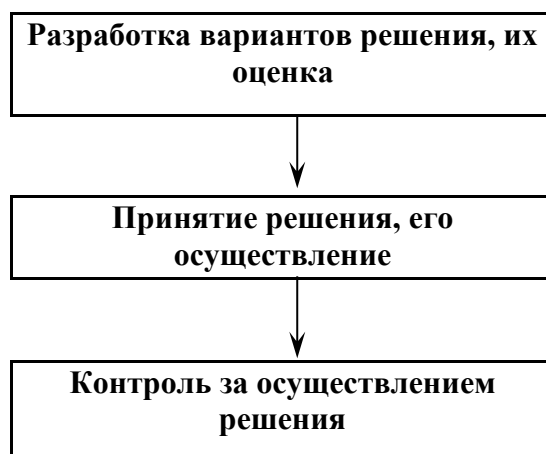 Разработка вариантов решения, их
оценка
Принятие решения, его
осуществление
Контроль за осуществлением
решения